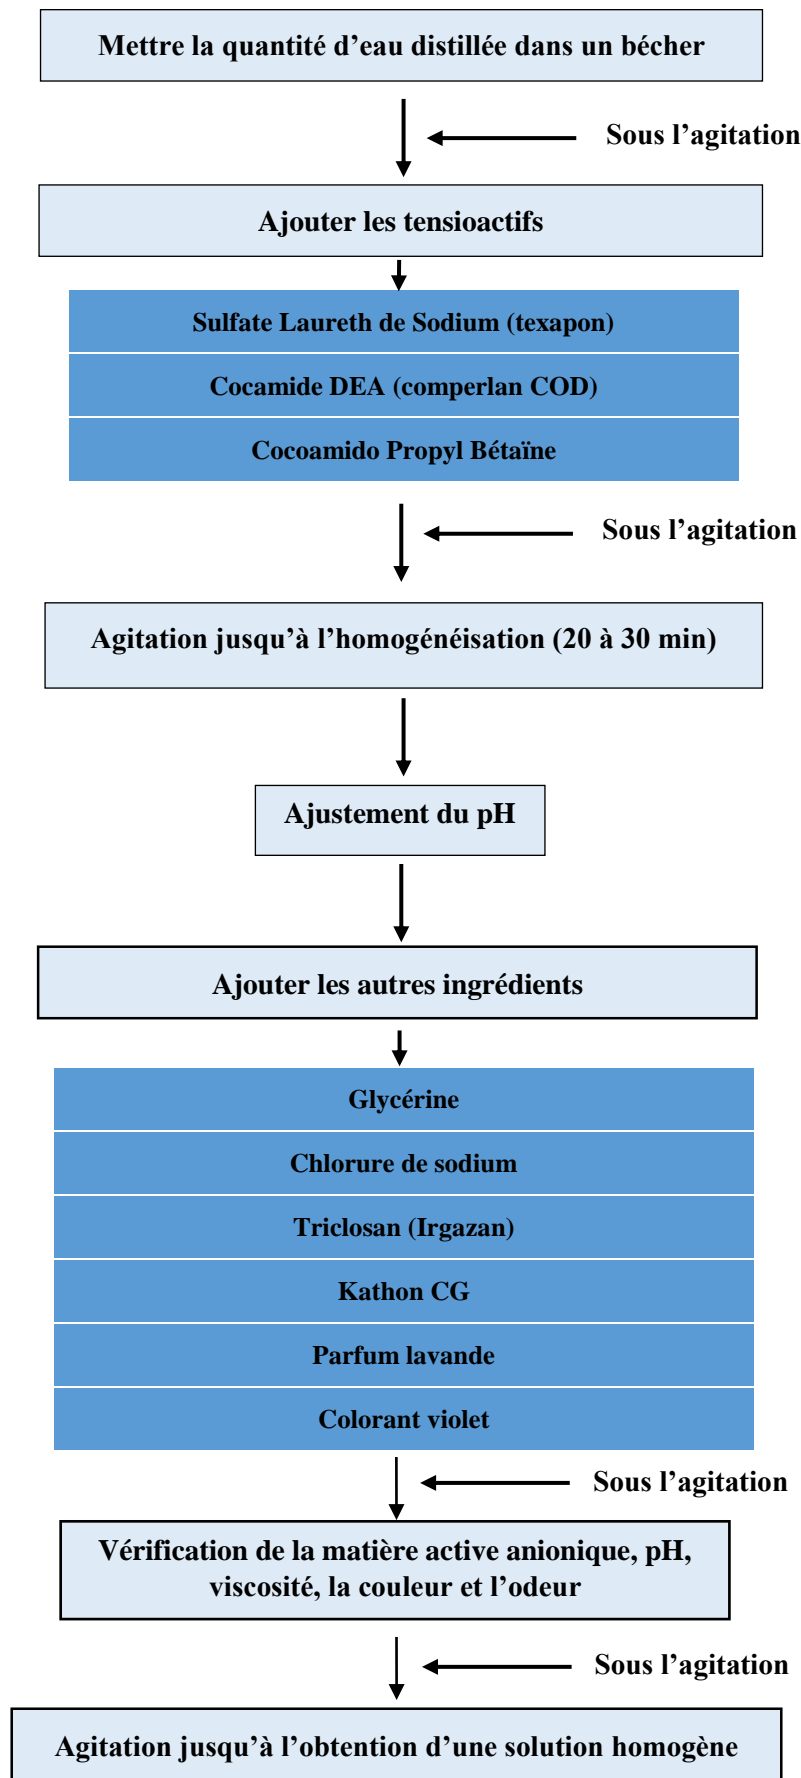 Mettre la quantité d’eau distillée dans un bécher
Sous l’agitation
Ajouter les tensioactifs
Sulfate Laureth de Sodium (texapon)
Cocamide DEA (comperlan COD)
Cocoamido Propyl Bétaïne
Sous l’agitation
Agitation jusqu’à l’homogénéisation (20 à 30 min)
Ajustement du pH
Ajouter les autres ingrédients
Glycérine
Chlorure de sodium
Triclosan (Irgazan)
Kathon CG
Parfum lavande
Colorant violet
Sous l’agitation
Vérification de la matière active anionique, pH,
viscosité, la couleur et l’odeur
Sous l’agitation
Agitation jusqu’à l’obtention d’une solution homogène